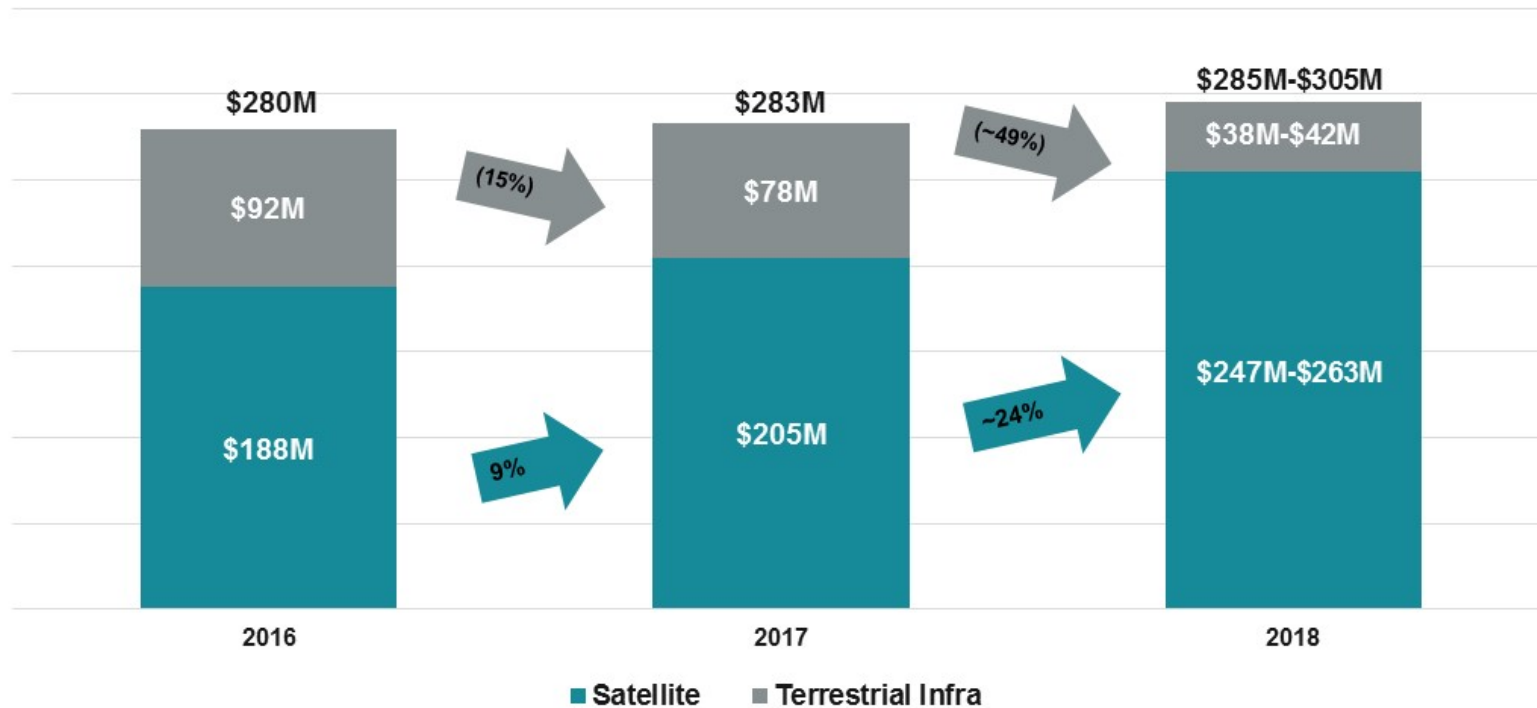 $280M
$283M
$285M-$305M
(15%)
(~49%)
$92M
$78M
$38M-$42M
9%
~24%
$188M
$205M
$247M-$263M
2016
2017
2018
Satellite
Terrestrial Infra